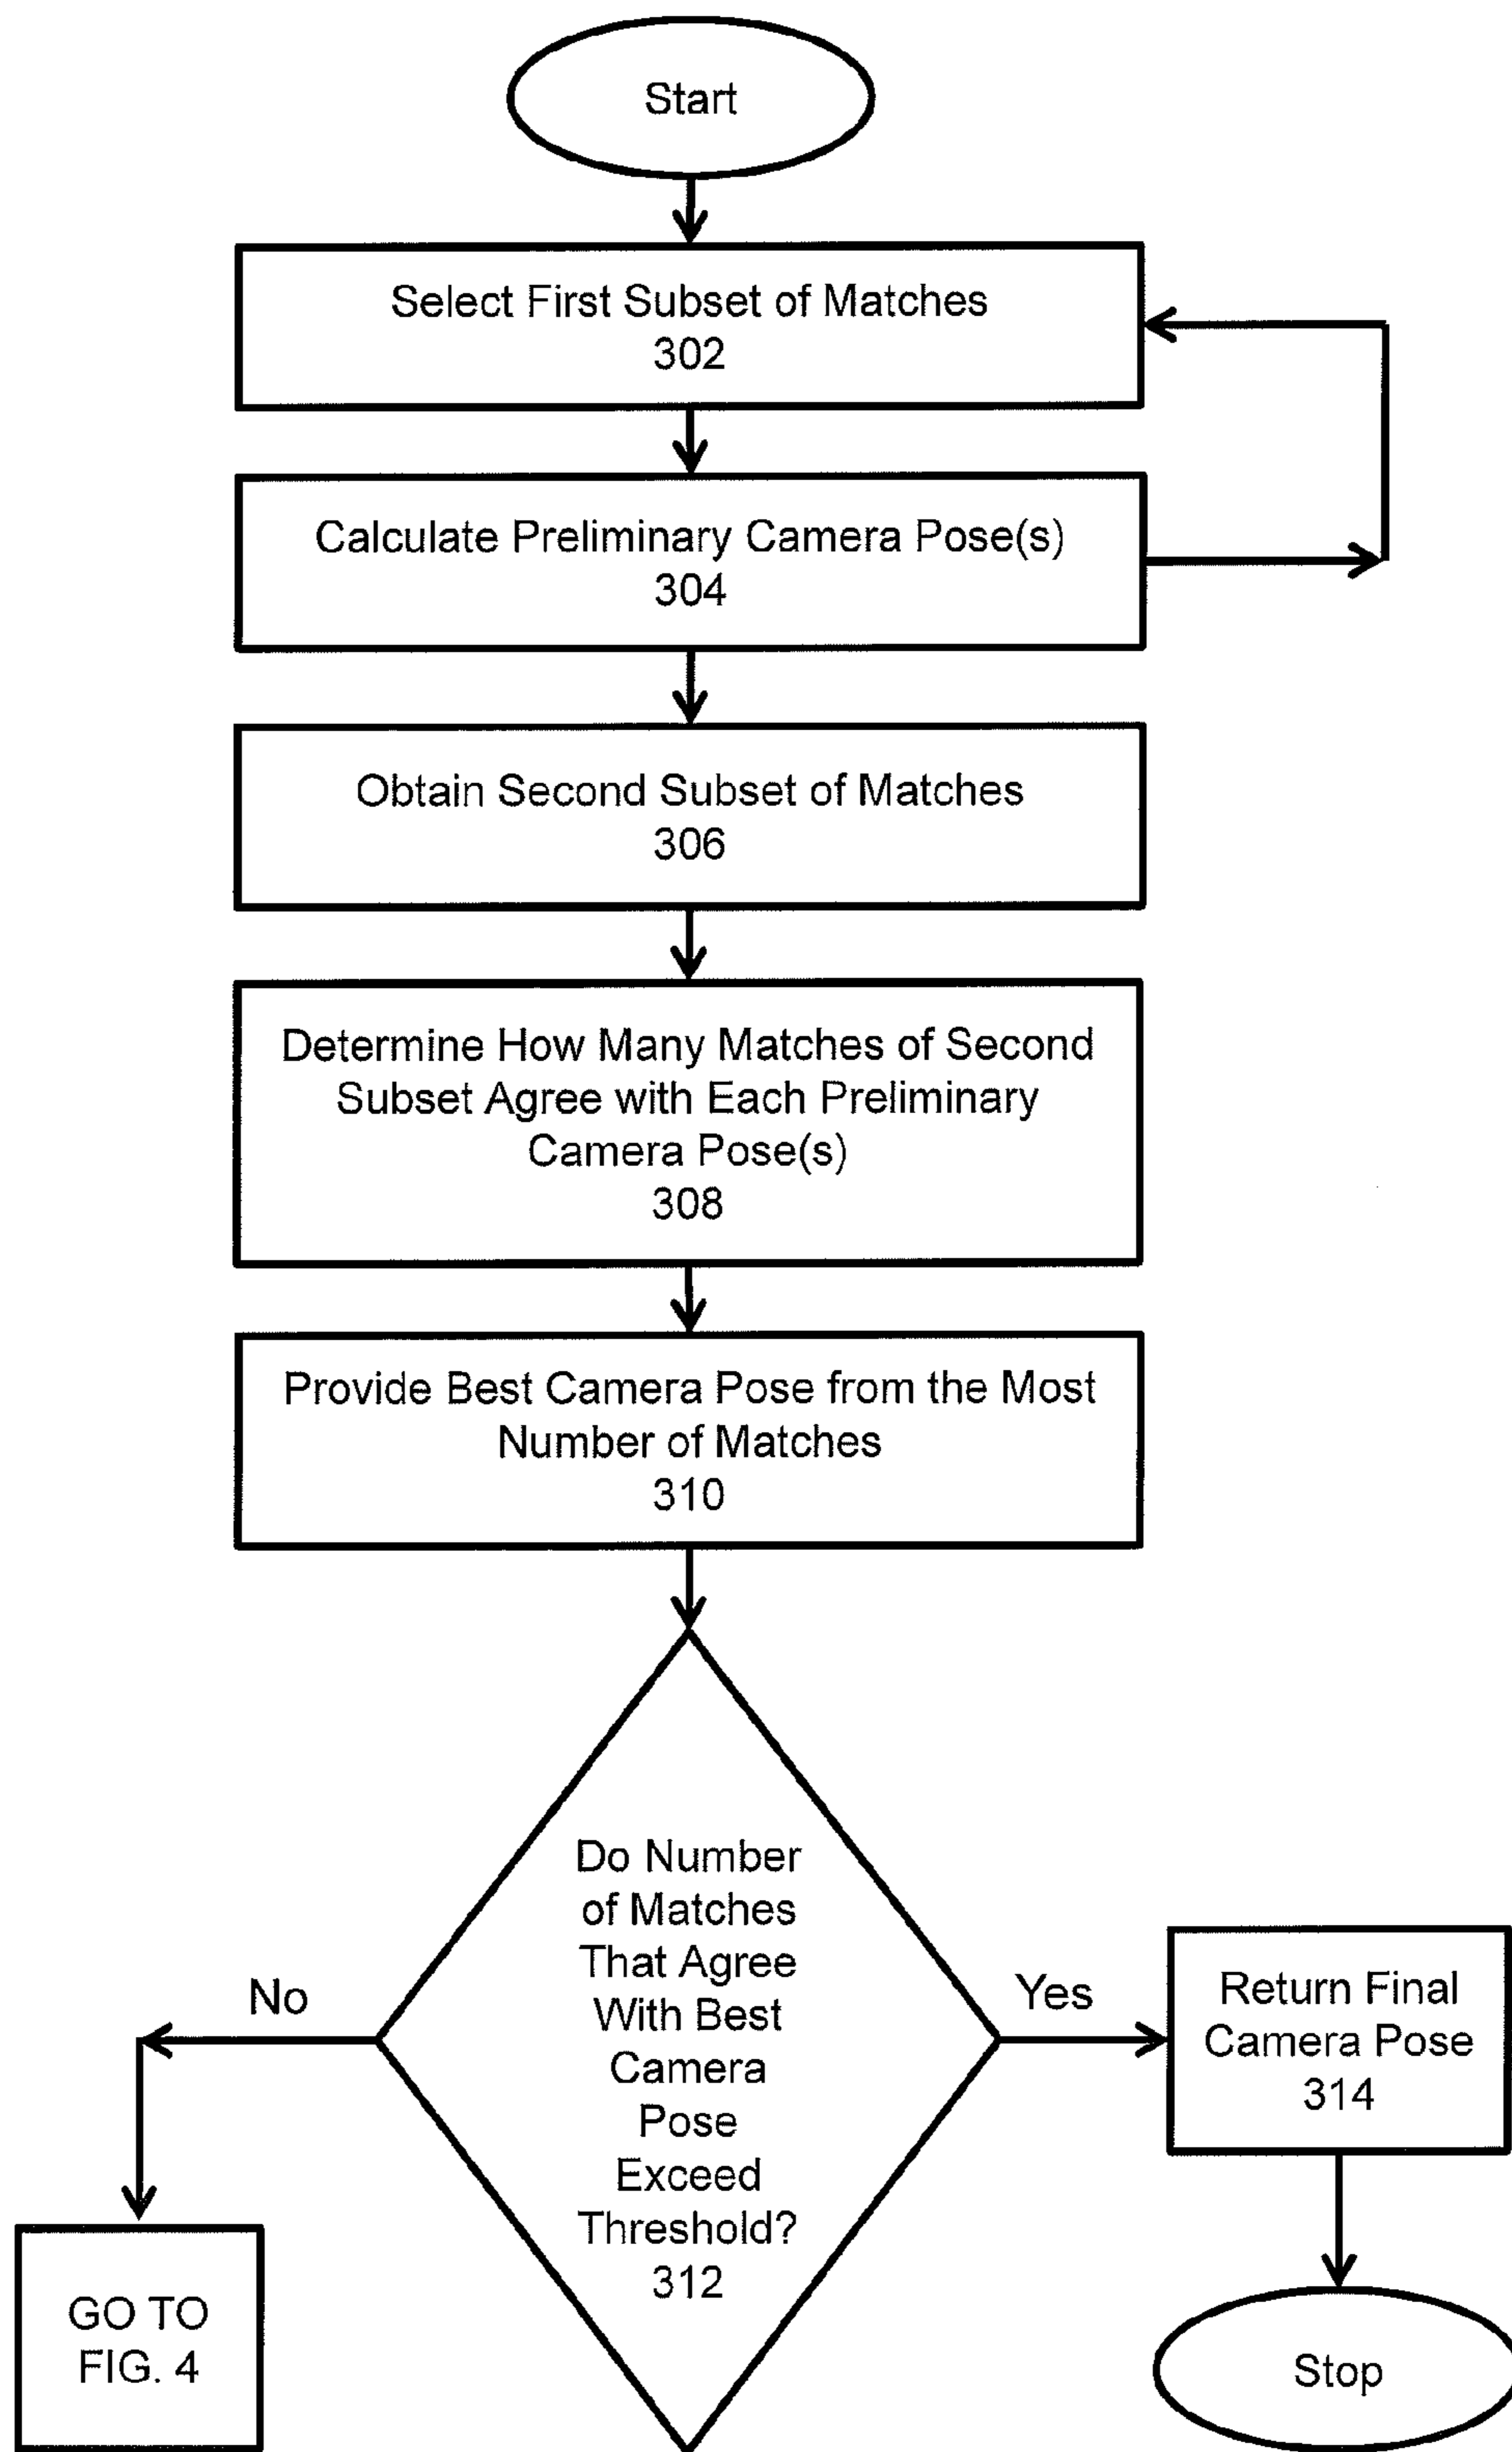 Start
Select First Subset of Matches
302
Calculate Preliminary Camera Pose(s)
304
Obtain Second Subset of Matches
306
Determine How Many Matches of Second
Subset Agree with Each Preliminary
Camera Pose(s)
308
Provide Best Camera Pose from the Most
Number of Matches
310
Do Number
of Matches
That Agree
With Best
Camera
Pose
Exceed
Threshold?
312
No
Yes
Return Final
Camera Pose
314
GO TO
FIG. 4
Stop